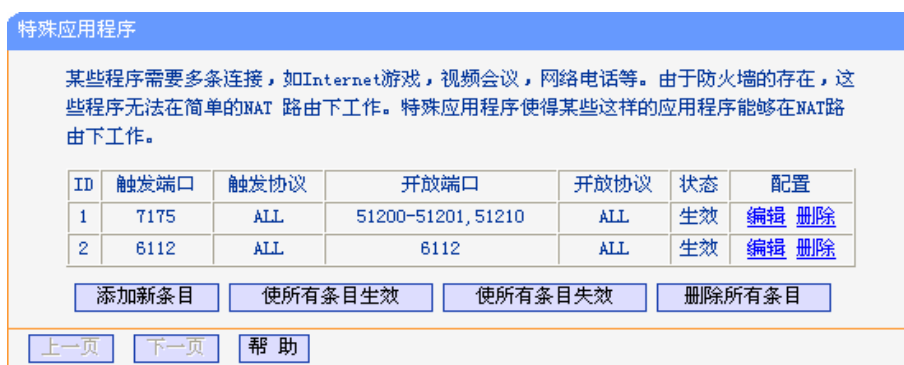 特殊应用程序
某些程序需要多条连接，如Internet游戏，视频会议，网络电话等。由于防火墙的存在，这
些程序无法在简单的NAT 路由下工作。特殊应用程序使得某些这样的应用程序能够在NAT路
由下工作。
ID 触发端口 触发协议 开放端口 开放协议 状态 配置
1 7175 ALL 51200-51201,51210 ALL 生效 编辑 删除
2 6112 ALL 6112 ALL 生效 编辑 删除
添加新条目 使所有条目生效 使所有条目失效 删除所有条目
上一页 下一页 帮 助